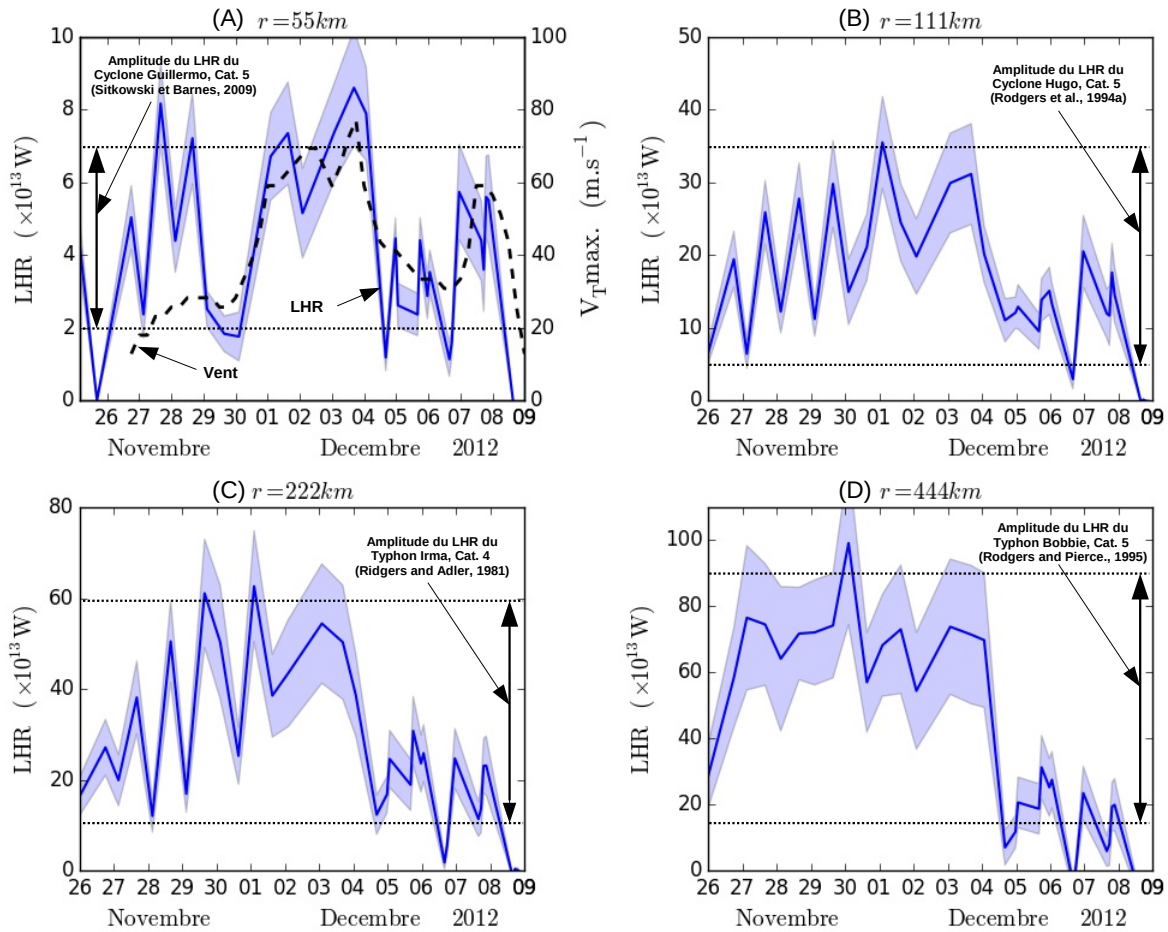 (A) r = 55km
Amplitude du LHR du
Cyclone Guillermo, Cat. 5
(Sitkowski et Barnes, 2009)
LHR
Vent
LHR (×10¹³W)
10
8
6
4
2
0
V_T max. (m.s⁻¹)
100
80
60
40
20
0
25 26 27 28 29 30 01 02 03 04 05 06 07 08 09
Novembre Decembre 2012
(B) r = 111km
Amplitude du LHR du
Cyclone Hugo, Cat. 5
(Rodgers et al., 1994a)
LHR (×10¹³W)
50
40
30
20
10
0
26 27 28 29 30 01 02 03 04 05 06 07 08 09
Novembre Decembre 2012
(C) r = 222km
Amplitude du LHR du
Typhon Irma, Cat. 4
(Ridgers and Adler, 1981)
LHR (×10¹³W)
80
60
40
20
0
26 27 28 29 30 01 02 03 04 05 06 07 08 09
Novembre Decembre 2012
(D) r = 444km
Amplitude du LHR du
Typhon Bobbie, Cat. 5
(Rodgers and Pierce., 1995)
LHR (×10¹³W)
100
80
60
40
20
0
26 27 28 29 30 01 02 03 04 05 06 07 08 09
Novembre Decembre 2012